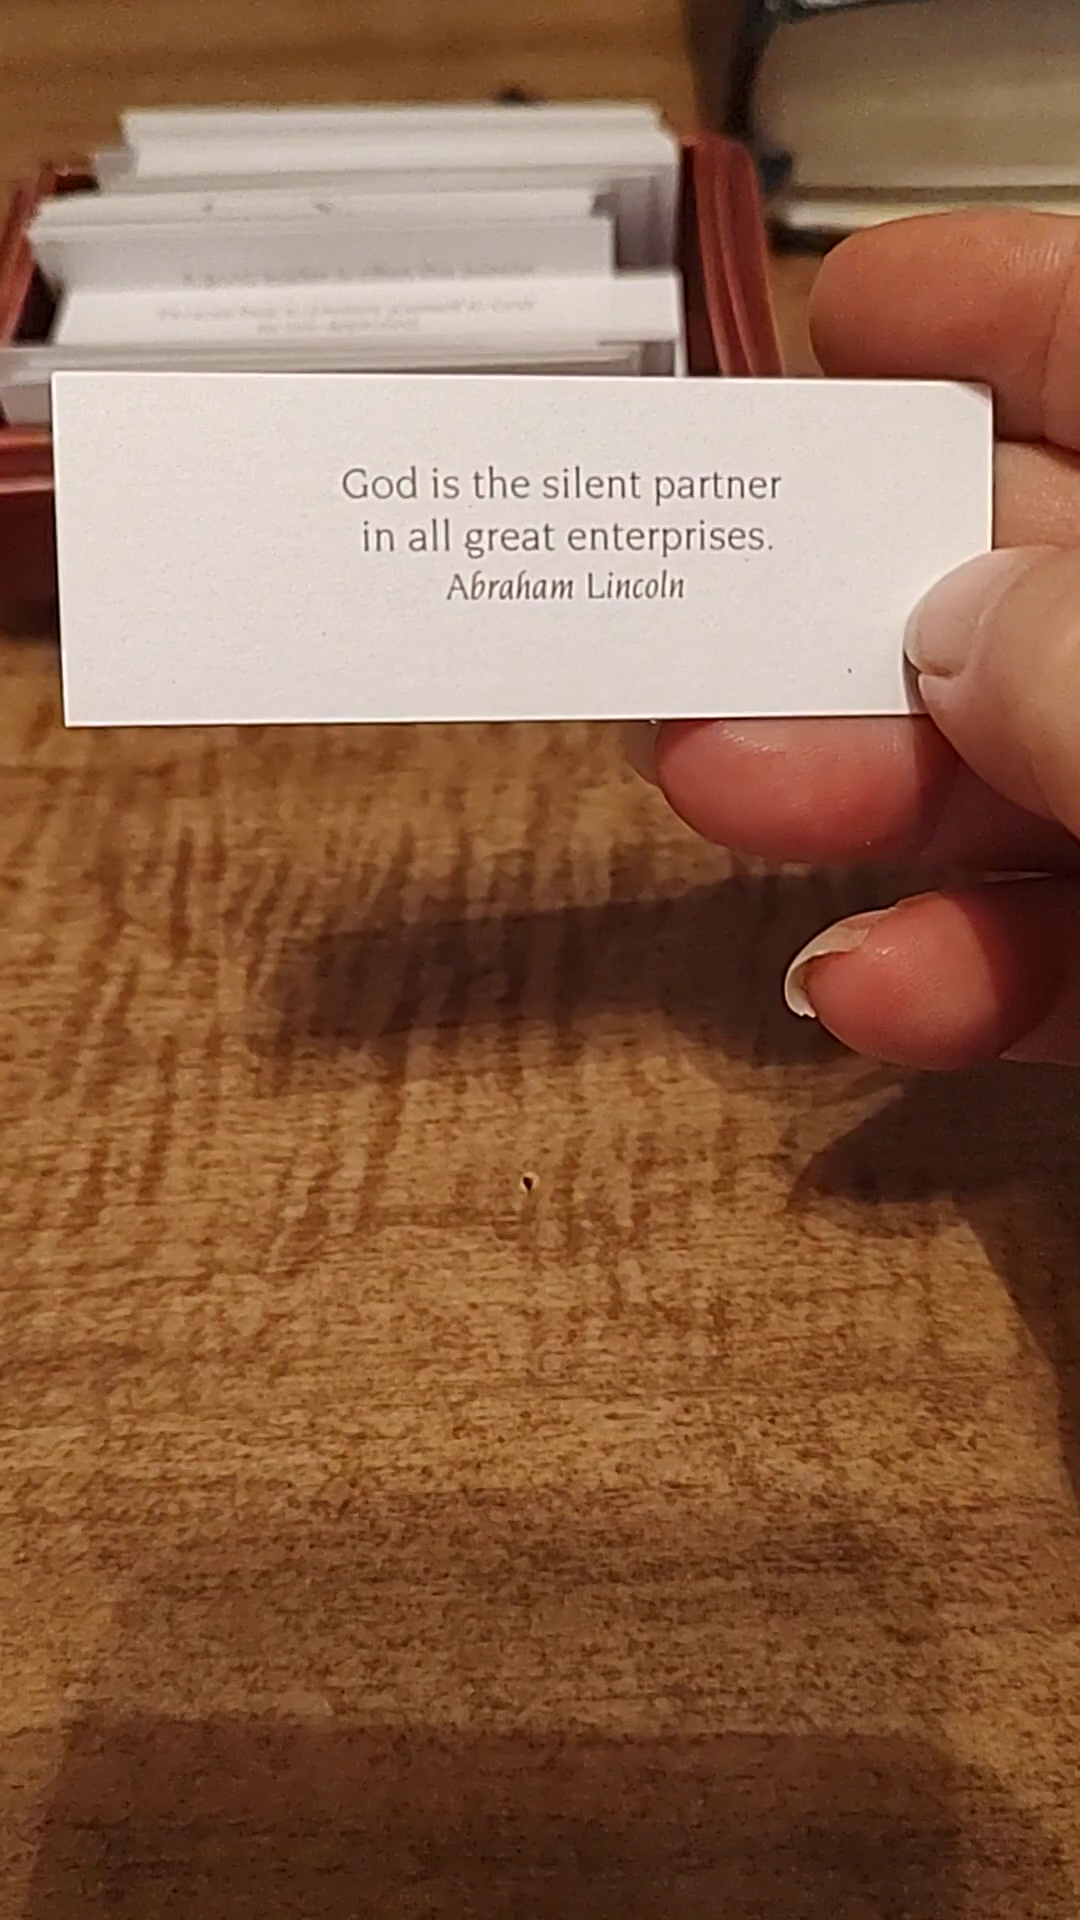 God is the silent partner
in all great enterprises.
Abraham Lincoln